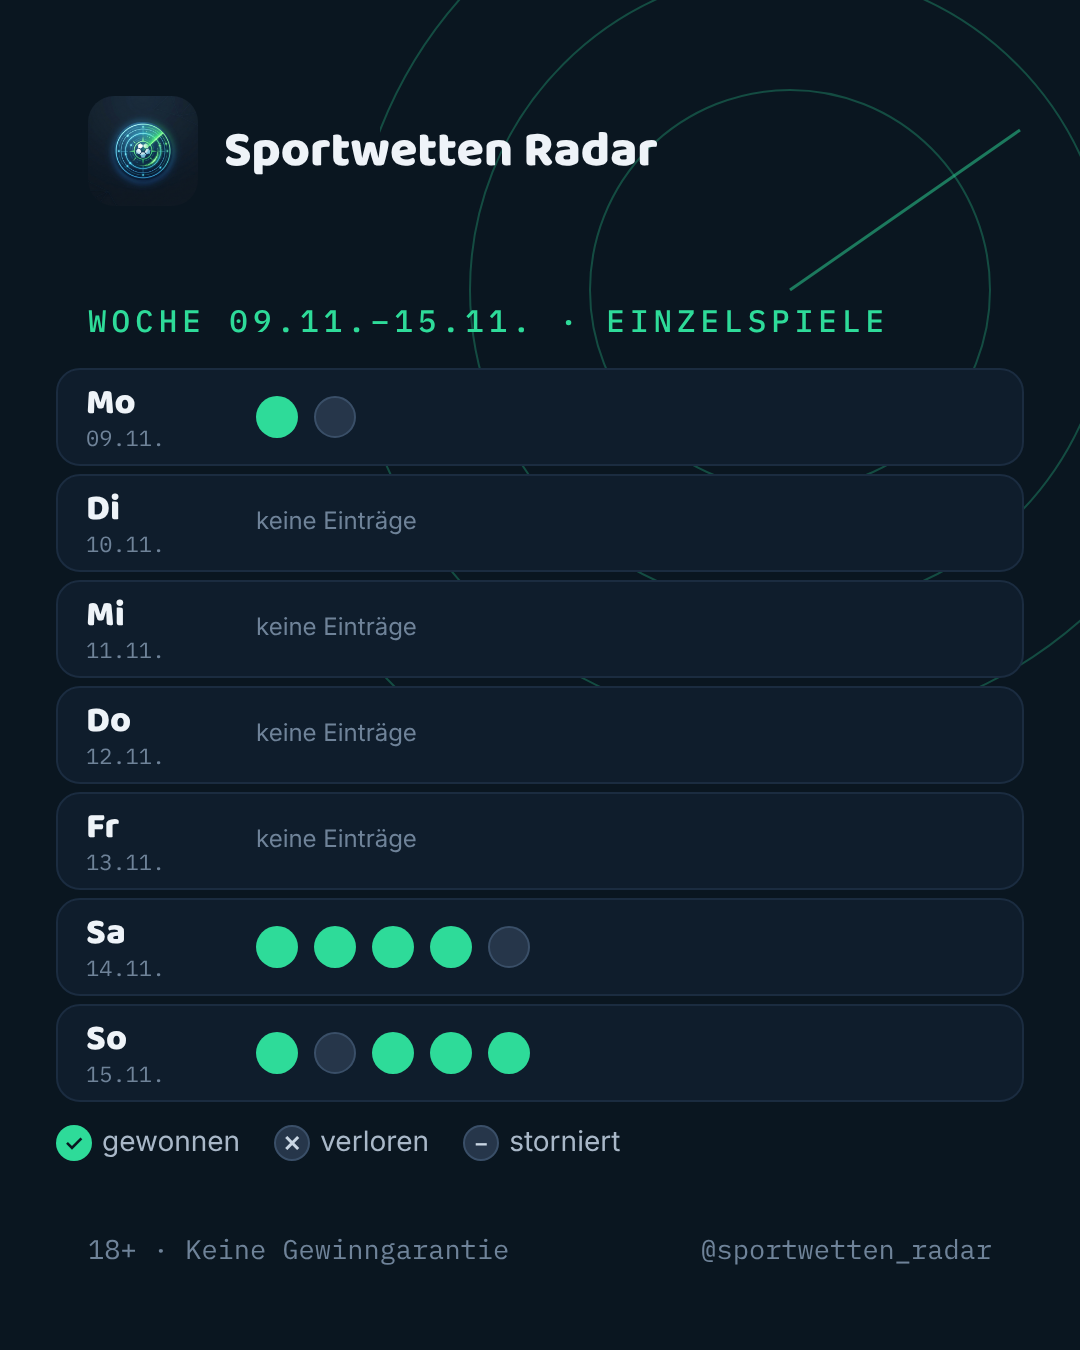 Sportwetten Radar
WOCHE 09.11.–15.11. · EINZELSPIELE
Mo
09.11.
Di
10.11.
keine Einträge
Mi
11.11.
keine Einträge
Do
12.11.
keine Einträge
Fr
13.11.
keine Einträge
Sa
14.11.
So
15.11.
gewonnen verloren storniert
18+ · Keine Gewinngarantie @sportwetten_radar